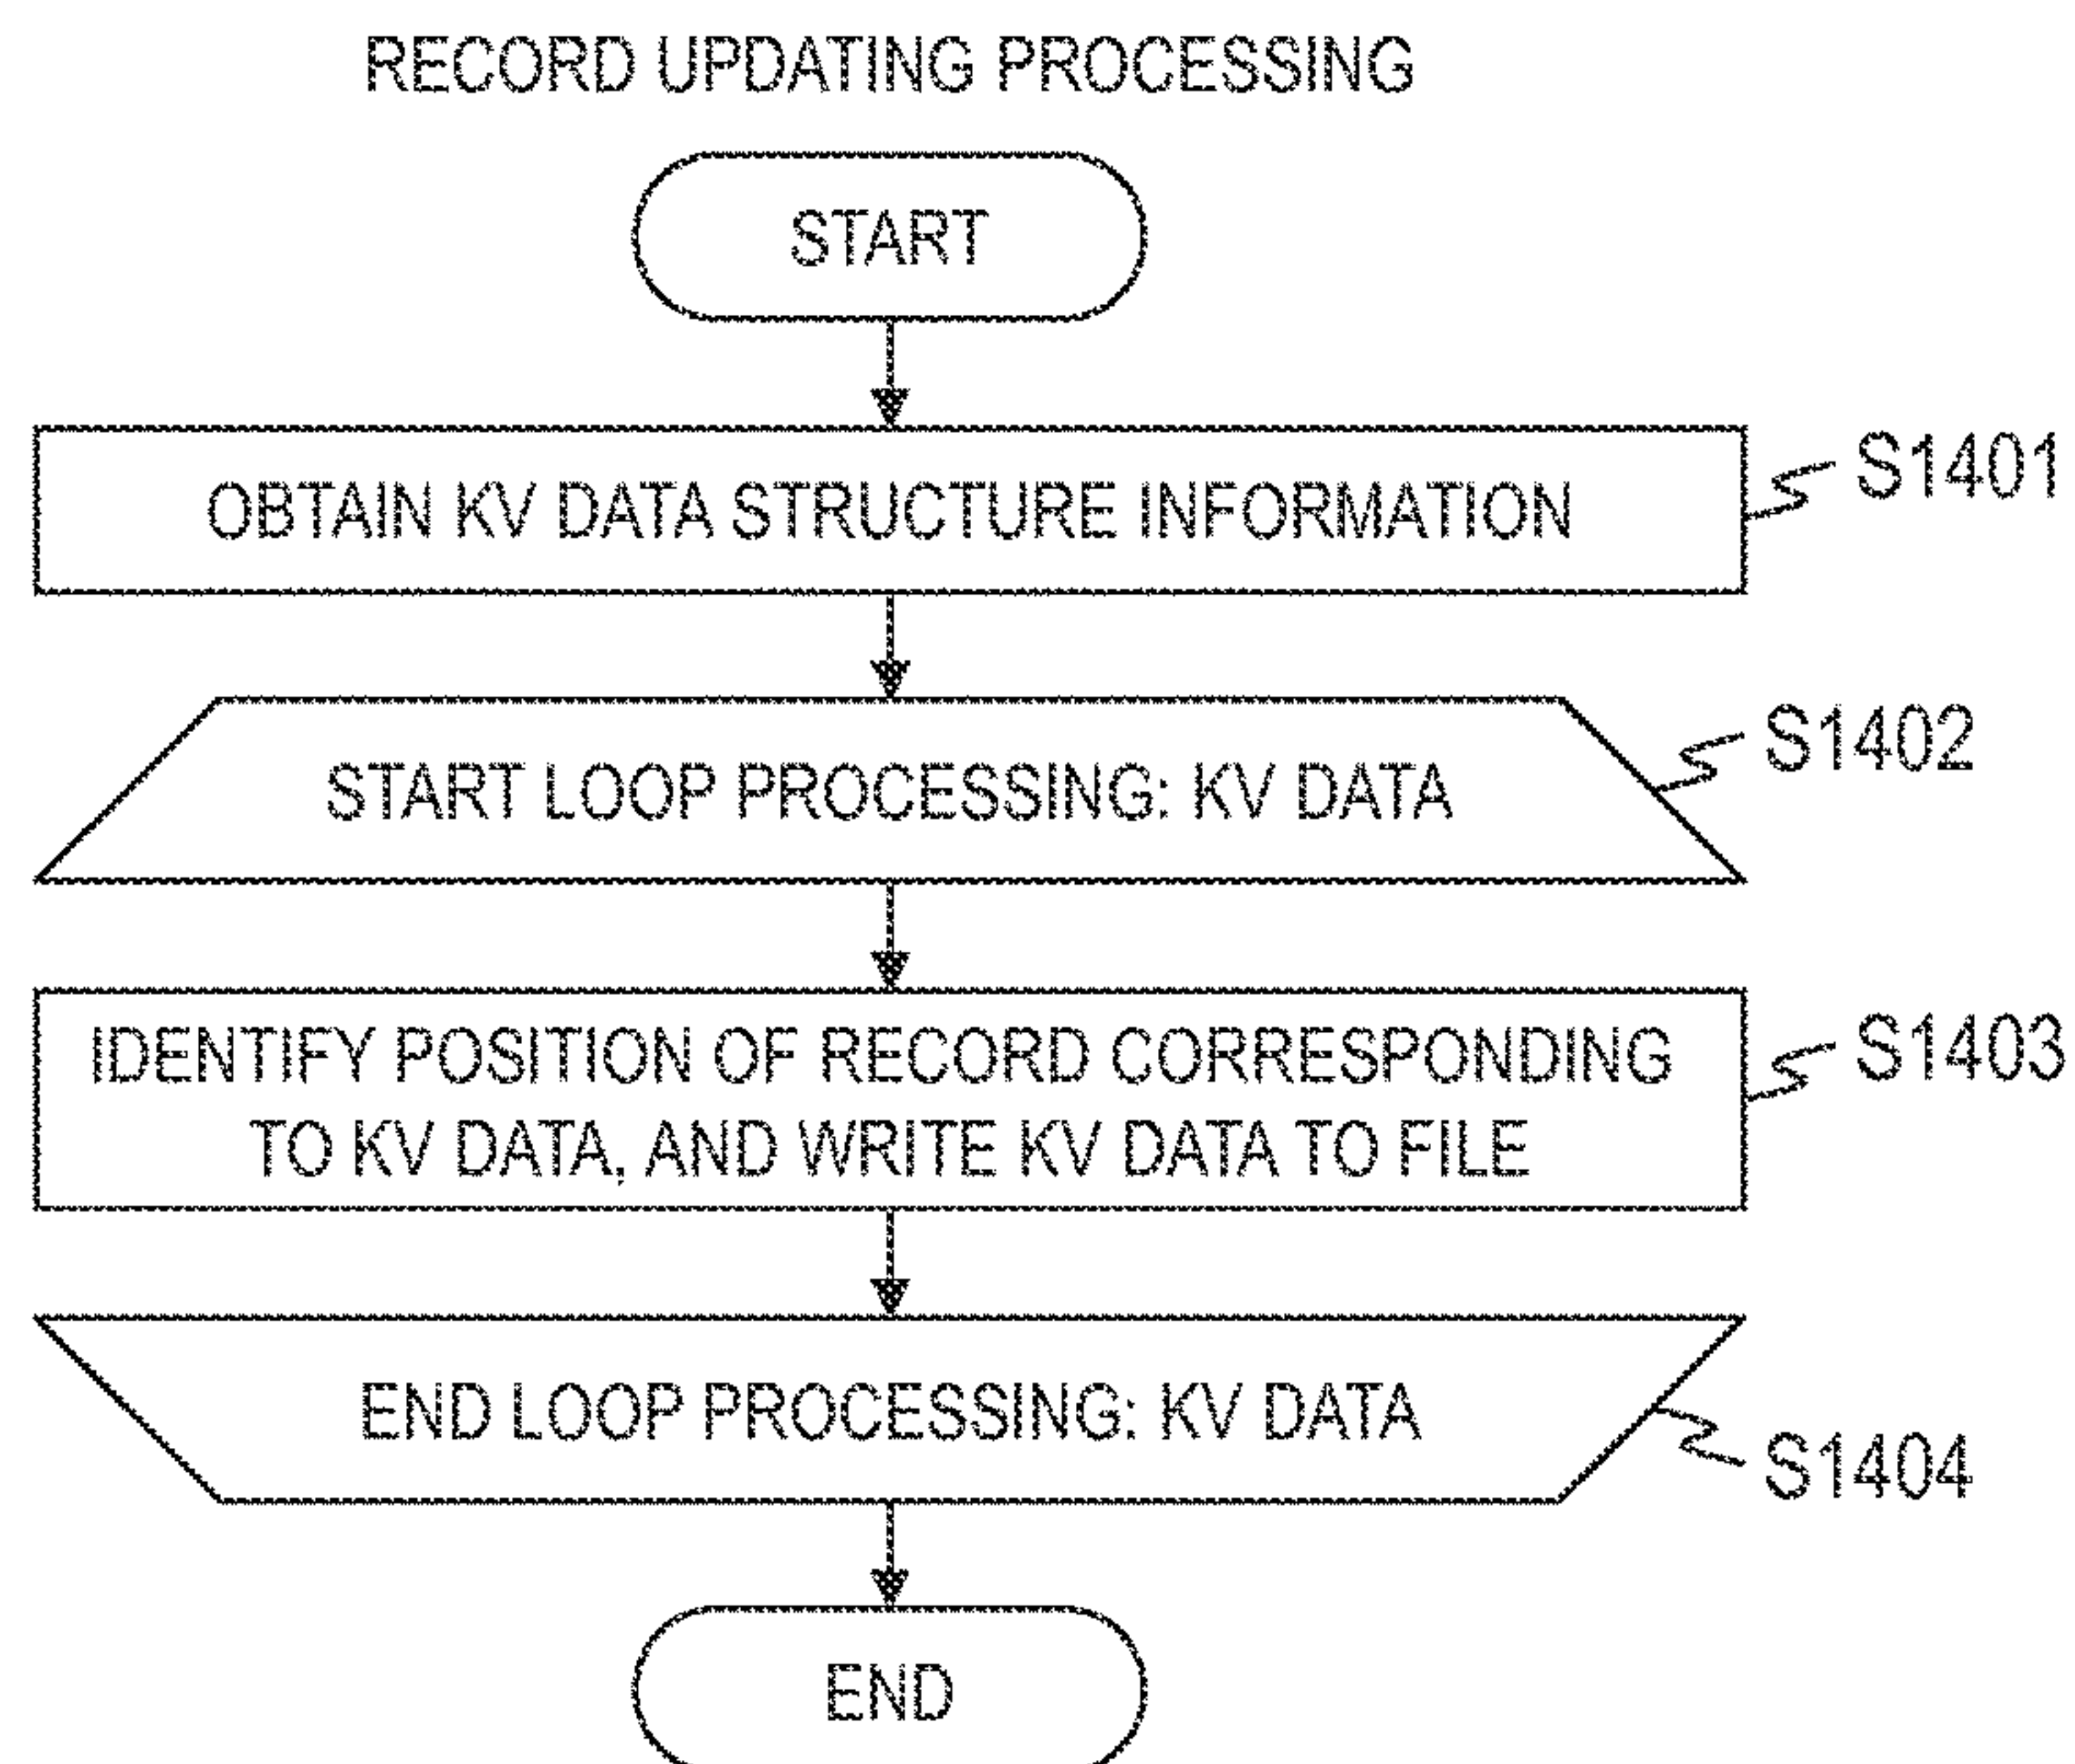 RECORD UPDATING PROCESSING
START
OBTAIN KV DATA STRUCTURE INFORMATION
S1401
START LOOP PROCESSING: KV DATA
S1402
IDENTIFY POSITION OF RECORD CORRESPONDING
TO KV DATA, AND WRITE KV DATA TO FILE
S1403
END LOOP PROCESSING: KV DATA
S1404
END